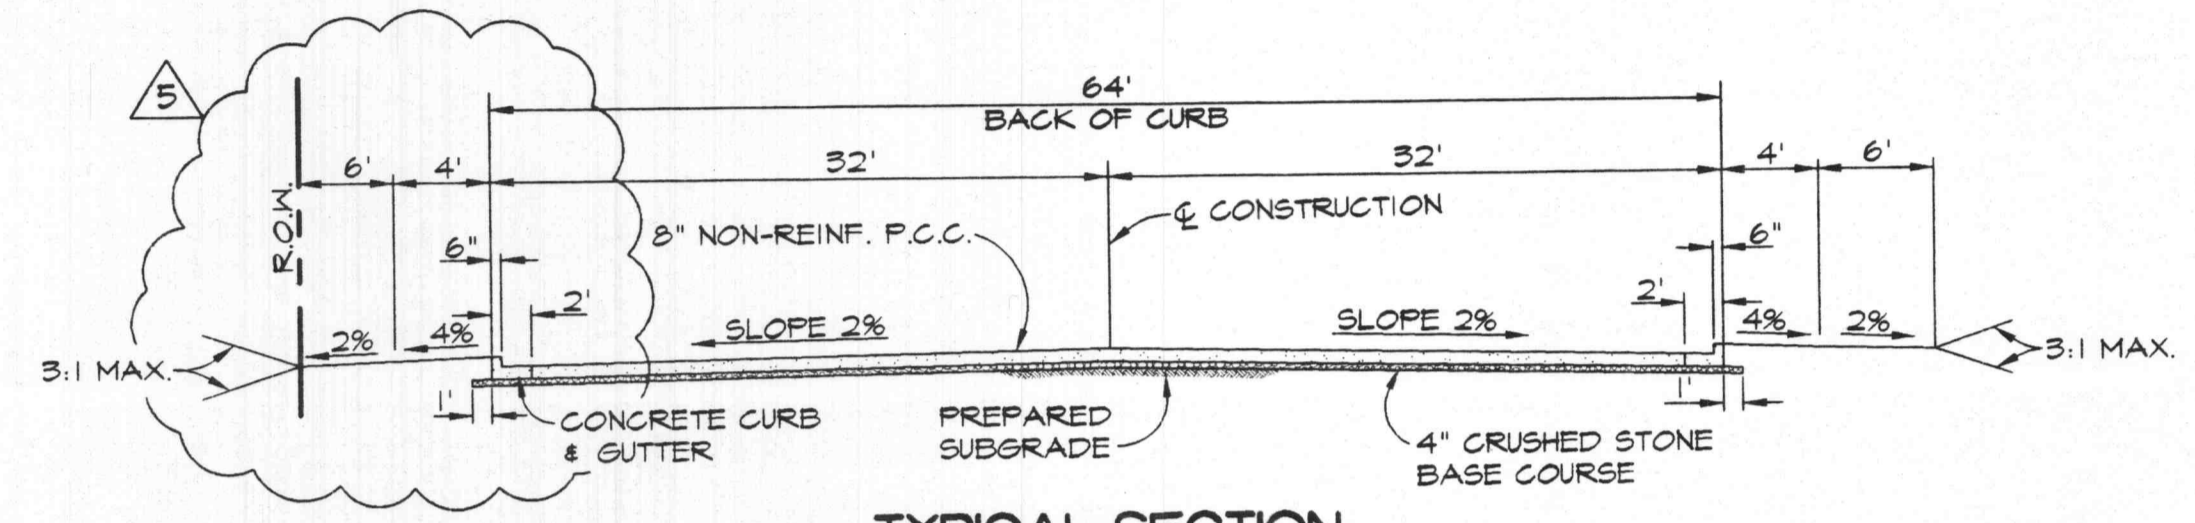 5
64'
BACK OF CURB
6'
4'
32'
32'
4'
6'
R.O.W.
℄ CONSTRUCTION
8" NON-REINF. P.C.C.
6"
6"
2'
2'
2%
4%
SLOPE 2%
SLOPE 2%
4%
2%
3:1 MAX.
3:1 MAX.
1'
1'
CONCRETE CURB
& GUTTER
PREPARED
SUBGRADE
4" CRUSHED STONE
BASE COURSE
TYPICAL SECTION